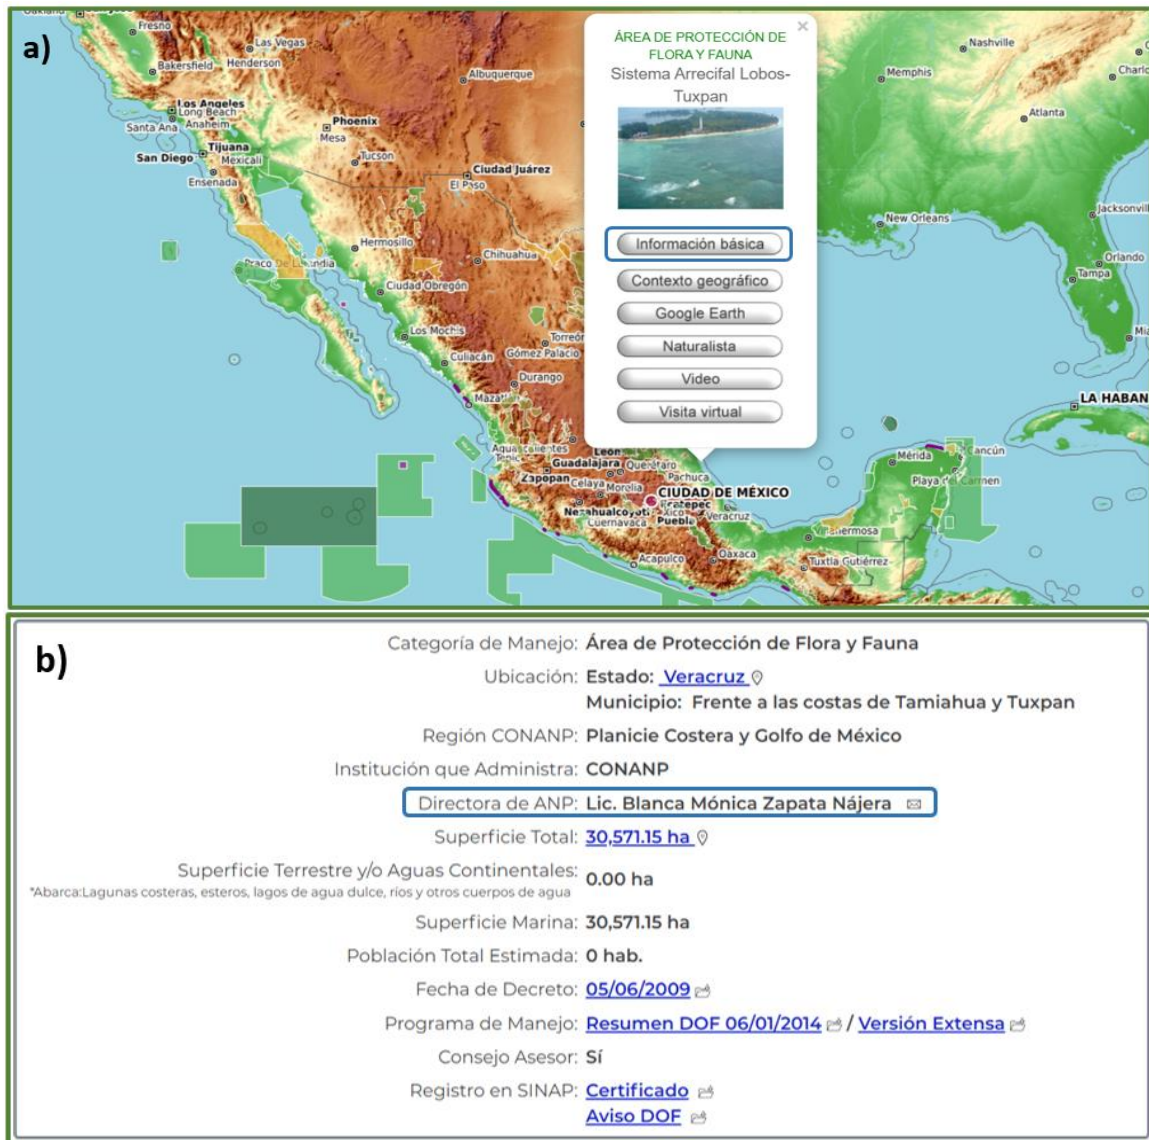 a)
Oakland
Fresno
Las Vegas
Henderson
Bakersfield
Albuquerque
Los Angeles
Long Beach
Santa Ana
Anaheim
Phoenix
Mesa
Tijuana
San Diego
Mexicali
Tucson
Ensenada
Ciudad Juárez
El Paso
Hermosillo
Chihuahua
Ciudad Obregón
Los Mochis
Torreón
Gómez Palacio
Culiacán
Durango
Mazatlán
Aguascalientes
Tepic
León
Guadalajara
Querétaro
Zapopan
Celaya
Morelia
Pachuca
CIUDAD DE MÉXICO
Ecatepec
Nezahualcoyotl
Cuernavaca
Puebla
Veracruz
Acapulco
Oaxaca
Villahermosa
Tuxtla Gutiérrez
Mérida
Cancún
Playa del Carmen
Nashville
Memphis
Atlanta
New Orleans
Jacksonvill
Orlando
Tampa
Mia
LA HABAN
×
ÁREA DE PROTECCIÓN DE
FLORA Y FAUNA
Sistema Arrecifal Lobos-
Tuxpan
Información básica
Contexto geográfico
Google Earth
Naturalista
Video
Visita virtual
b)
Categoría de Manejo: Área de Protección de Flora y Fauna
Ubicación: Estado: Veracruz
Municipio: Frente a las costas de Tamiahua y Tuxpan
Región CONANP: Planicie Costera y Golfo de México
Institución que Administra: CONANP
Directora de ANP: Lic. Blanca Mónica Zapata Nájera
Superficie Total: 30,571.15 ha
Superficie Terrestre y/o Aguas Continentales: 0.00 ha
*Abarca:Lagunas costeras, esteros, lagos de agua dulce, ríos y otros cuerpos de agua
Superficie Marina: 30,571.15 ha
Población Total Estimada: 0 hab.
Fecha de Decreto: 05/06/2009
Programa de Manejo: Resumen DOF 06/01/2014 / Versión Extensa
Consejo Asesor: Sí
Registro en SINAP: Certificado
Aviso DOF